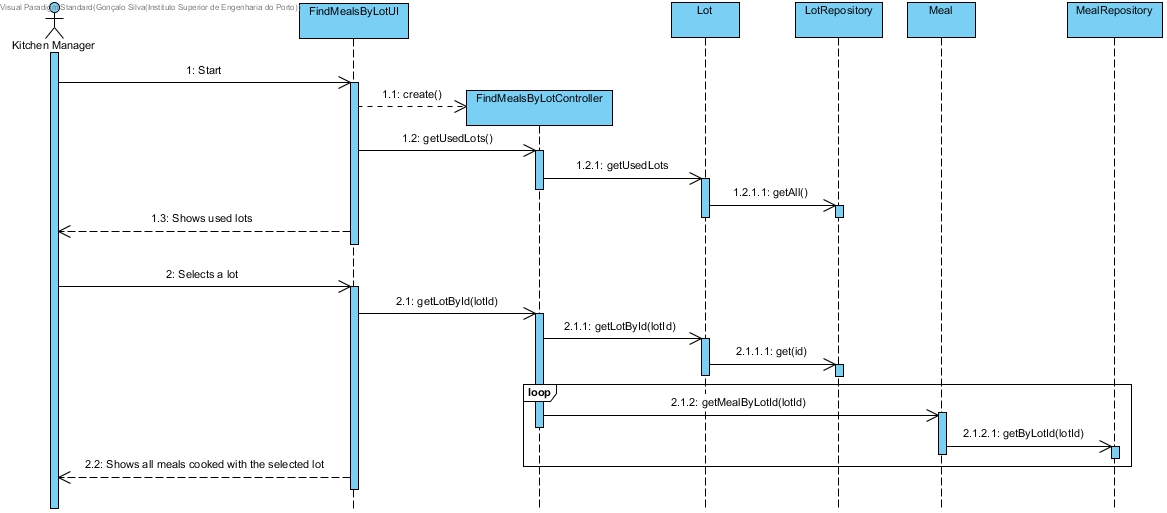 Visual Paradigm Standard(Gonçalo Silva(Instituto Superior de Engenharia do Porto)
Kitchen Manager
FindMealsByLotUI
Lot
LotRepository
Meal
MealRepository
1: Start
1.1: create()
FindMealsByLotController
1.2: getUsedLots()
1.2.1: getUsedLots
1.2.1.1: getAll()
1.3: Shows used lots
2: Selects a lot
2.1: getLotById(lotId)
2.1.1: getLotById(lotId)
2.1.1.1: get(id)
loop
2.1.2: getMealByLotId(lotId)
2.1.2.1: getByLotId(lotId)
2.2: Shows all meals cooked with the selected lot